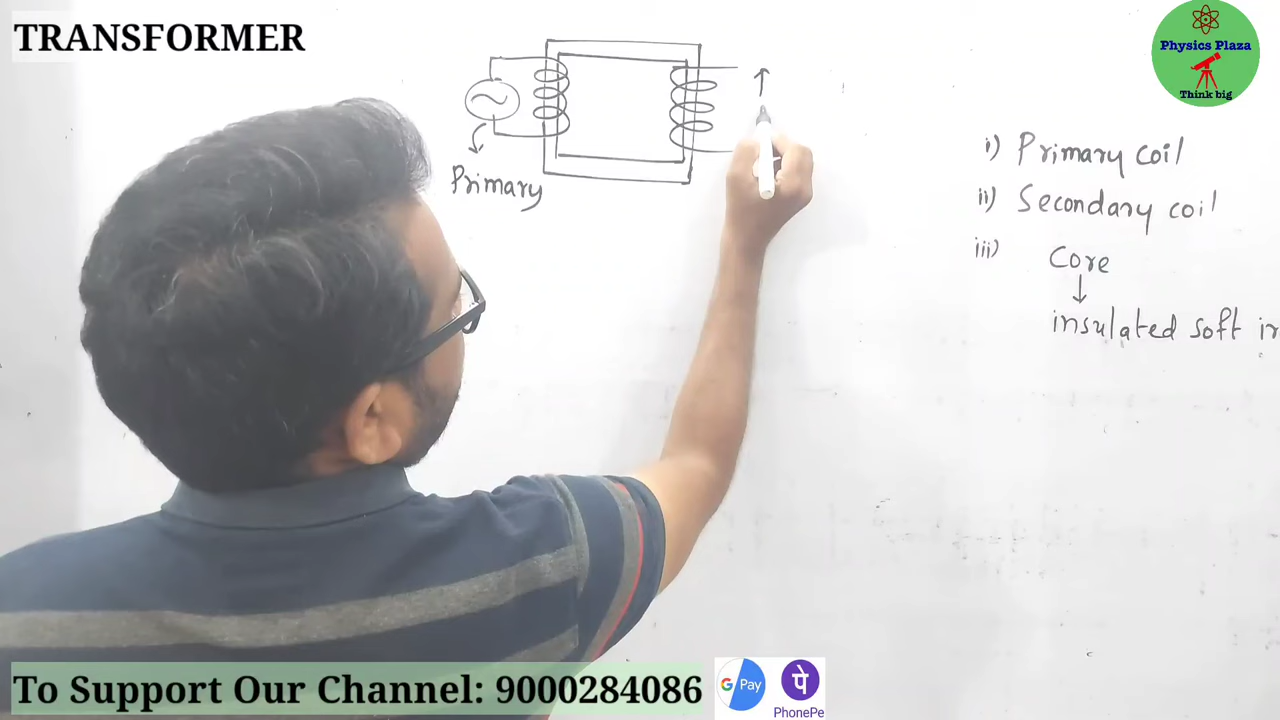 TRANSFORMER
Physics Plaza
Think big
Primary
i) Primary coil
ii) Secondary coil
iii) Core
insulated soft
To Support Our Channel: 9000284086
G Pay
पे
PhonePe